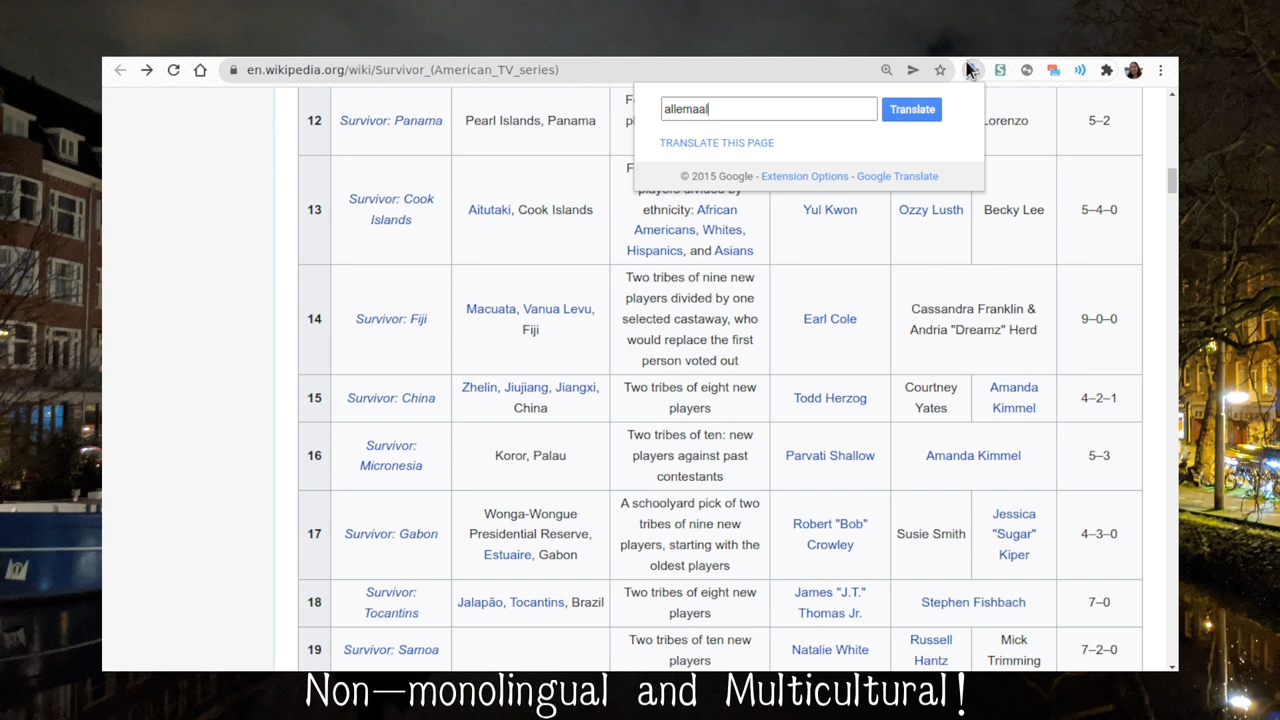 en.wikipedia.org/wiki/Survivor_(American_TV_series)
allemaal
Translate
TRANSLATE THIS PAGE
© 2015 Google - Extension Options - Google Translate
12
Survivor: Panama
Pearl Islands, Panama
Lorenzo
5–2
13
Survivor: Cook
Islands
Aitutaki, Cook Islands
players divided by
ethnicity: African
Americans, Whites,
Hispanics, and Asians
Yul Kwon
Ozzy Lusth
Becky Lee
5–4–0
14
Survivor: Fiji
Macuata, Vanua Levu,
Fiji
Two tribes of nine new
players divided by one
selected castaway, who
would replace the first
person voted out
Earl Cole
Cassandra Franklin &
Andria "Dreamz" Herd
9–0–0
15
Survivor: China
Zhelin, Jiujiang, Jiangxi,
China
Two tribes of eight new
players
Todd Herzog
Courtney
Yates
Amanda
Kimmel
4–2–1
16
Survivor:
Micronesia
Koror, Palau
Two tribes of ten: new
players against past
contestants
Parvati Shallow
Amanda Kimmel
5–3
17
Survivor: Gabon
Wonga-Wongue
Presidential Reserve,
Estuaire, Gabon
A schoolyard pick of two
tribes of nine new
players, starting with the
oldest players
Robert "Bob"
Crowley
Susie Smith
Jessica
"Sugar"
Kiper
4–3–0
18
Survivor:
Tocantins
Jalapão, Tocantins, Brazil
Two tribes of eight new
players
James "J.T."
Thomas Jr.
Stephen Fishbach
7–0
19
Survivor: Samoa
Two tribes of ten new
players
Natalie White
Russell
Hantz
Mick
Trimming
7–2–0
Non–monolingual and Multicultural!